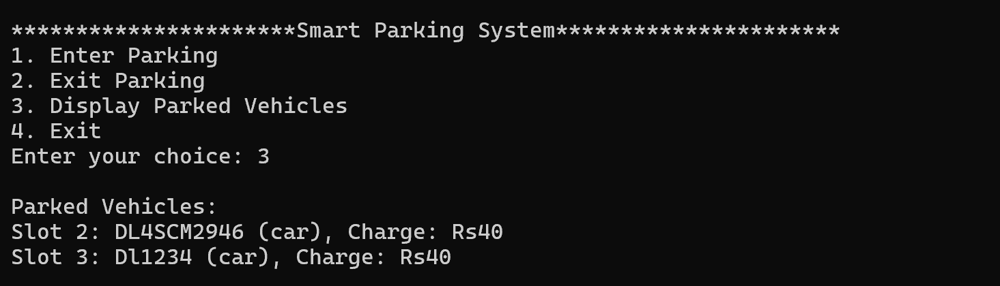 **********************Smart Parking System**********************
1. Enter Parking
2. Exit Parking
3. Display Parked Vehicles
4. Exit
Enter your choice: 3
Parked Vehicles:
Slot 2: DL4SCM2946 (car), Charge: Rs40
Slot 3: Dl1234 (car), Charge: Rs40